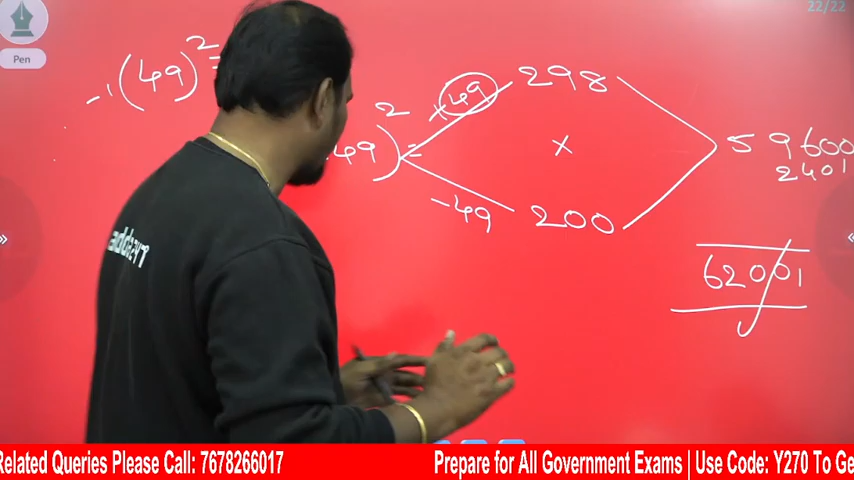 22/22
Pen
-1(49)²=
49)²=
+49
298
×
-49
200
59600
2401
62001
adda247
Related Queries Please Call: 7678266017
Prepare for All Government Exams | Use Code: Y270 To Ge